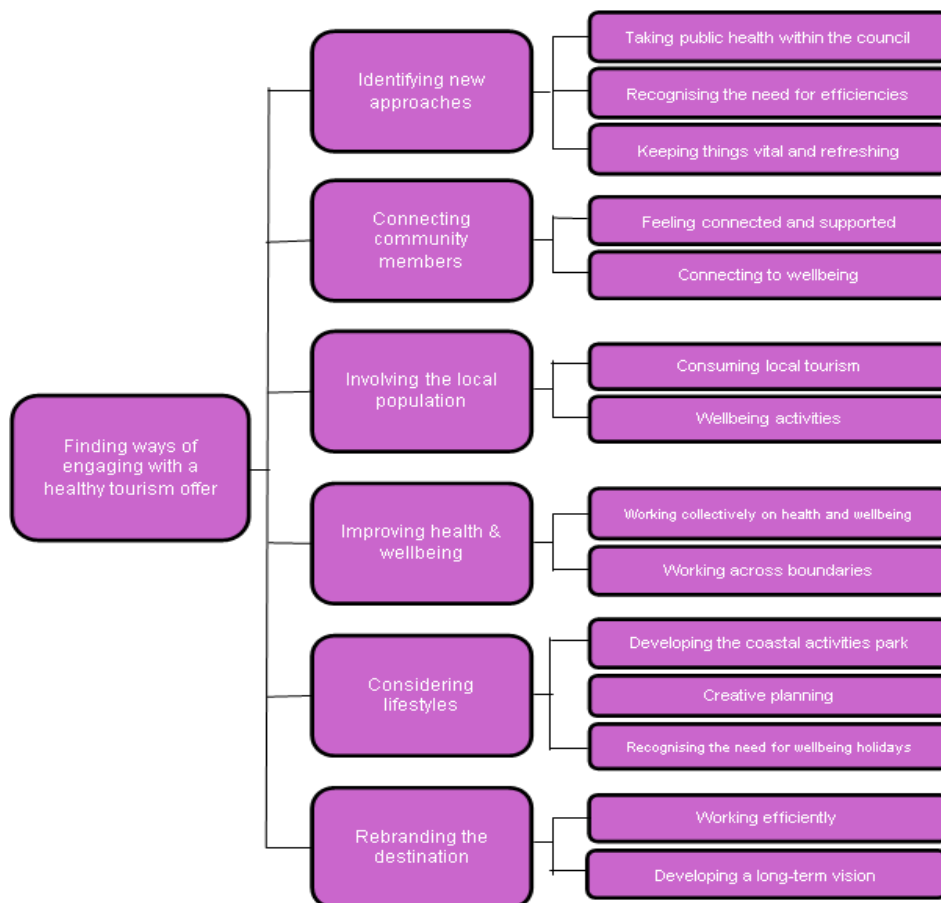 Finding ways of
engaging with a
healthy tourism offer
Identifying new
approaches
Taking public health within the council
Recognising the need for efficiencies
Keeping things vital and refreshing
Connecting
community
members
Feeling connected and supported
Connecting to wellbeing
Involving the local
population
Consuming local tourism
Wellbeing activities
Improving health &
wellbeing
Working collectively on health and wellbeing
Working across boundaries
Considering
lifestyles
Developing the coastal activities park
Creative planning
Recognising the need for wellbeing holidays
Rebranding the
destination
Working efficiently
Developing a long-term vision